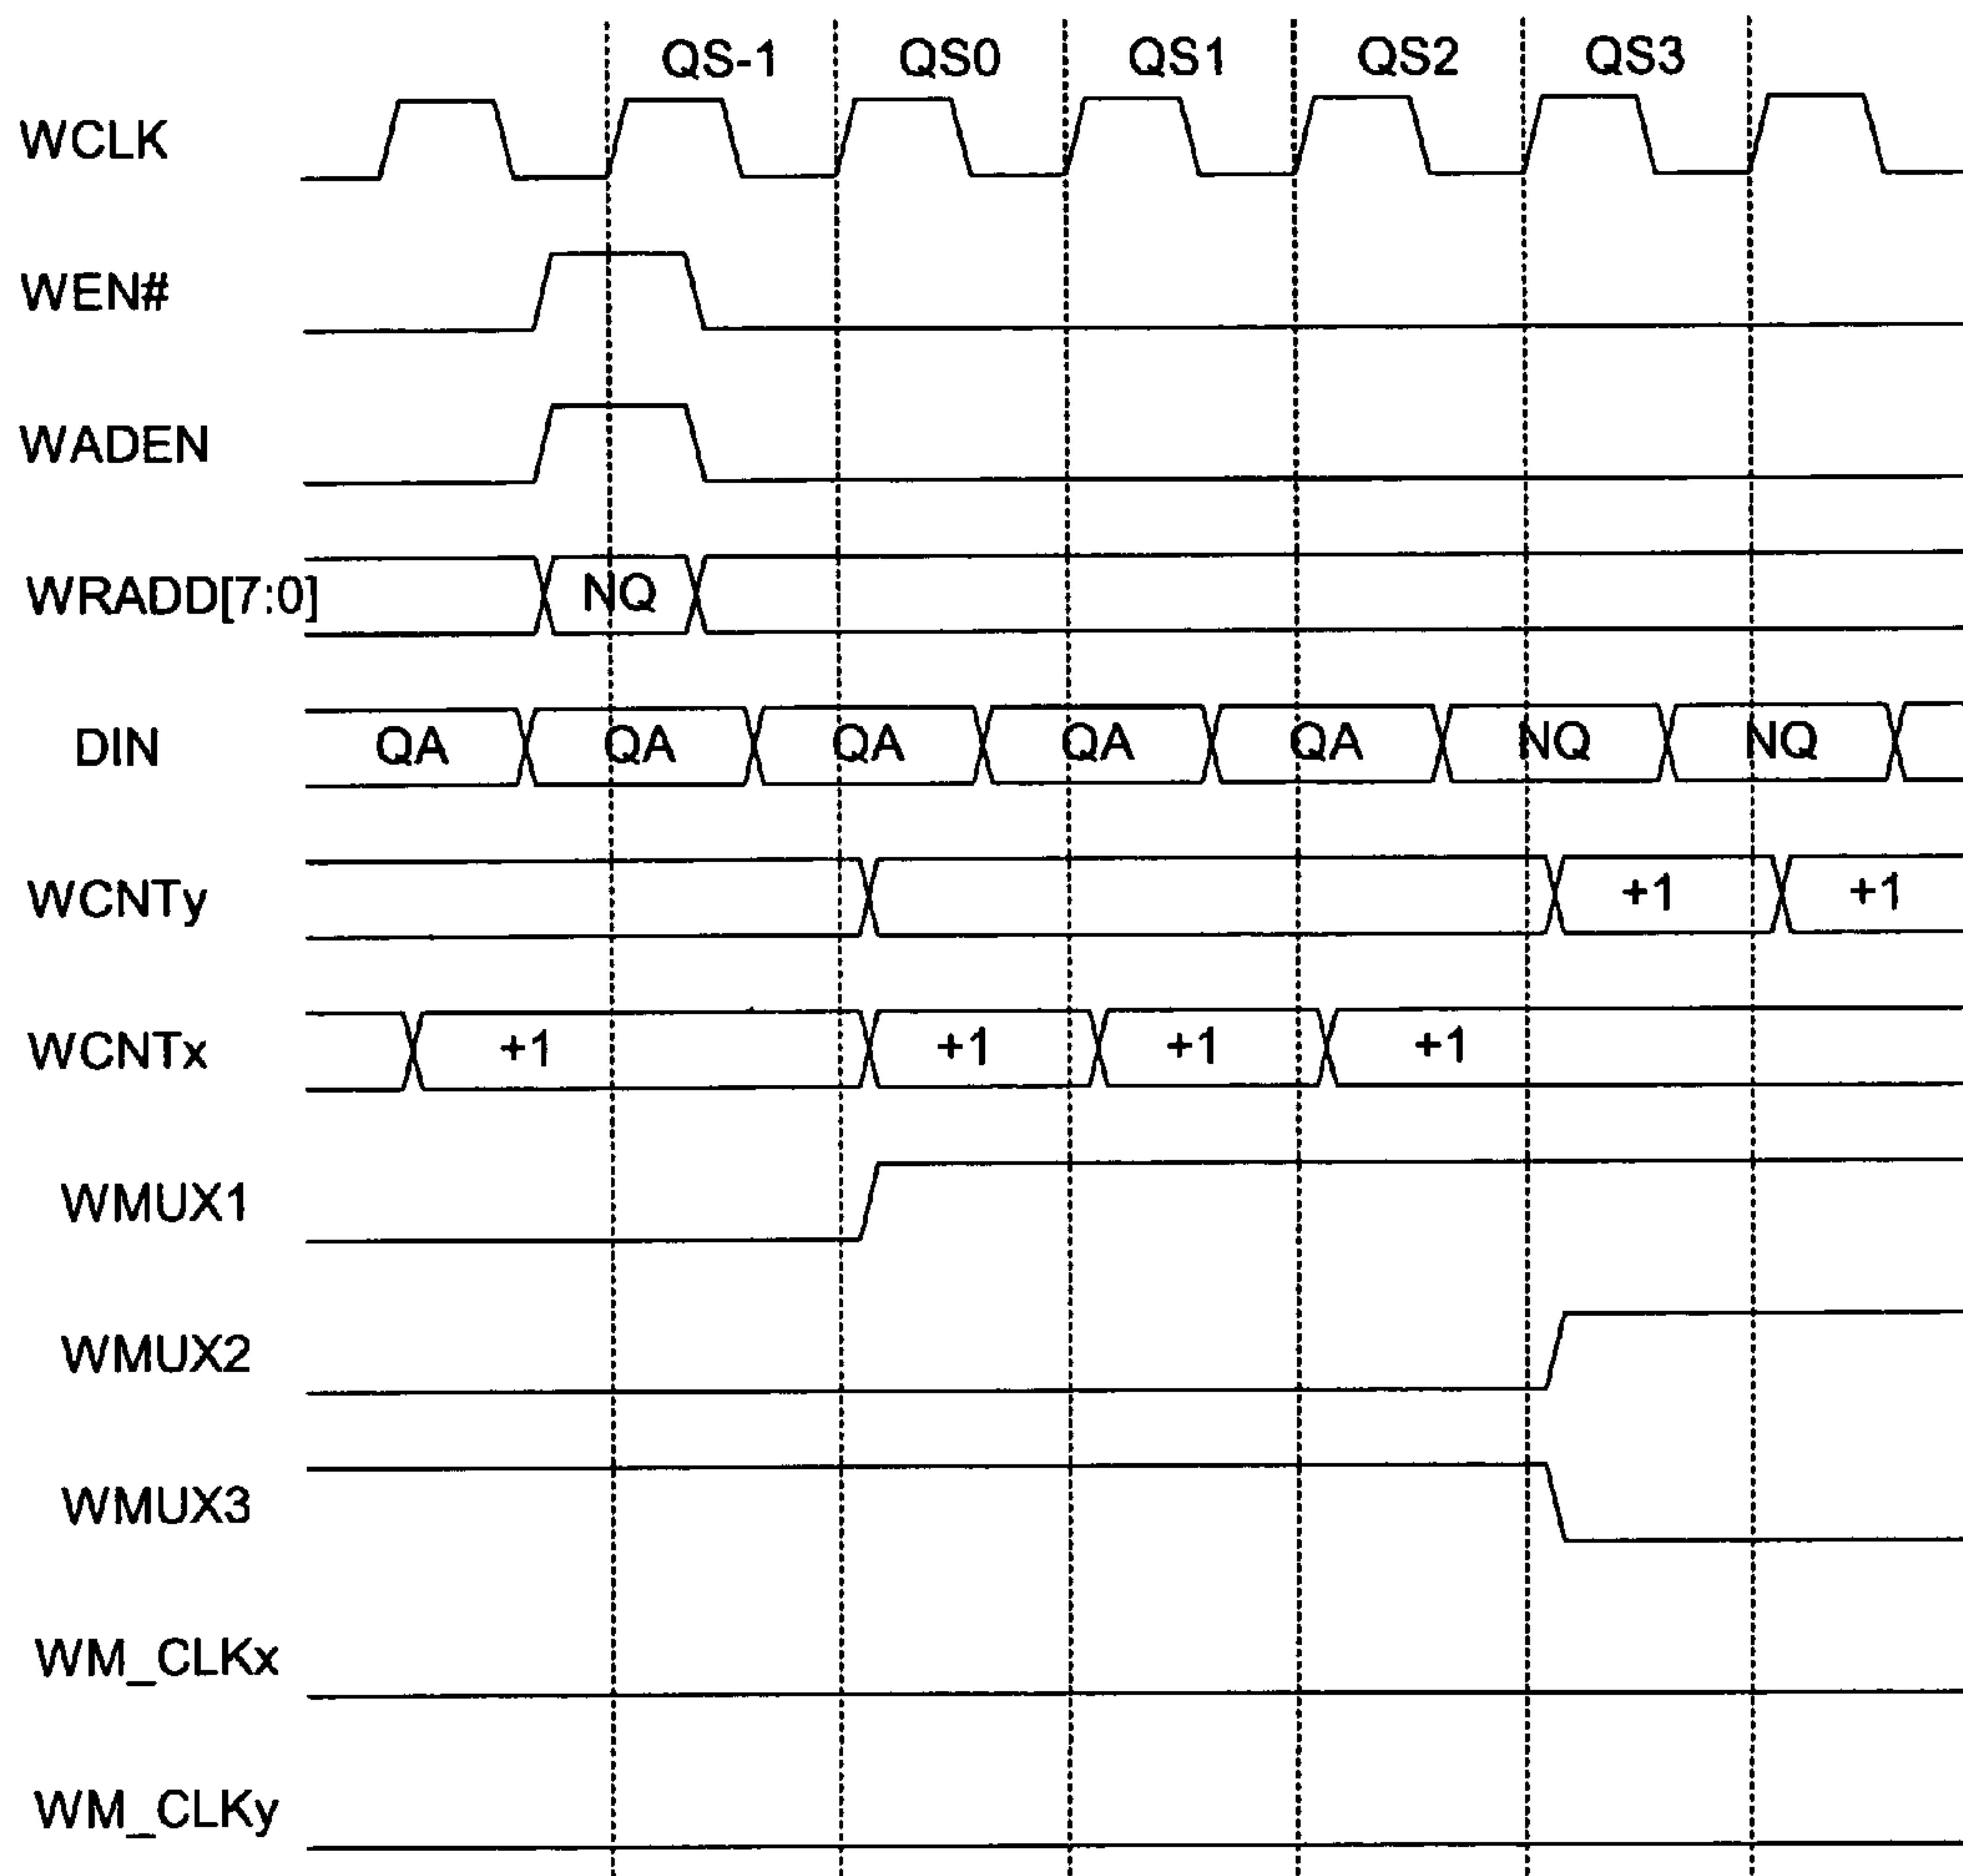 QS-1 QS0 QS1 QS2 QS3
WCLK
WEN#
WADEN
WRADD[7:0] NQ
DIN QA QA QA QA QA NQ NQ
WCNTy +1 +1
WCNTx +1 +1 +1 +1
WMUX1
WMUX2
WMUX3
WM_CLKx
WM_CLKy